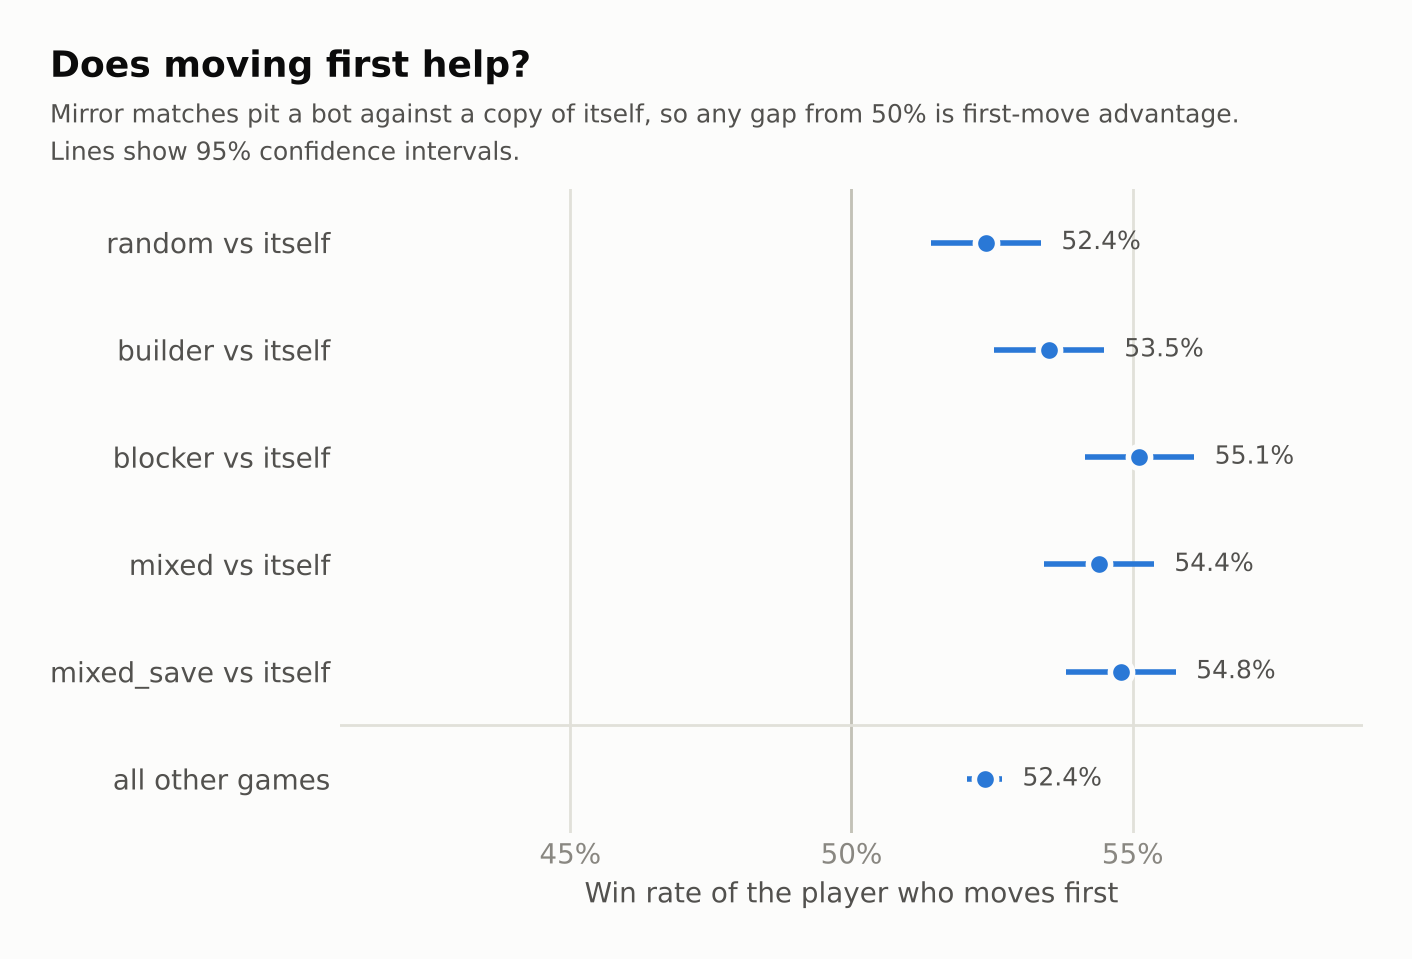 Does moving first help?
Mirror matches pit a bot against a copy of itself, so any gap from 50% is first-move advantage.
Lines show 95% confidence intervals.
random vs itself 52.4%
builder vs itself 53.5%
blocker vs itself 55.1%
mixed vs itself 54.4%
mixed_save vs itself 54.8%
all other games 52.4%
45% 50% 55%
Win rate of the player who moves first